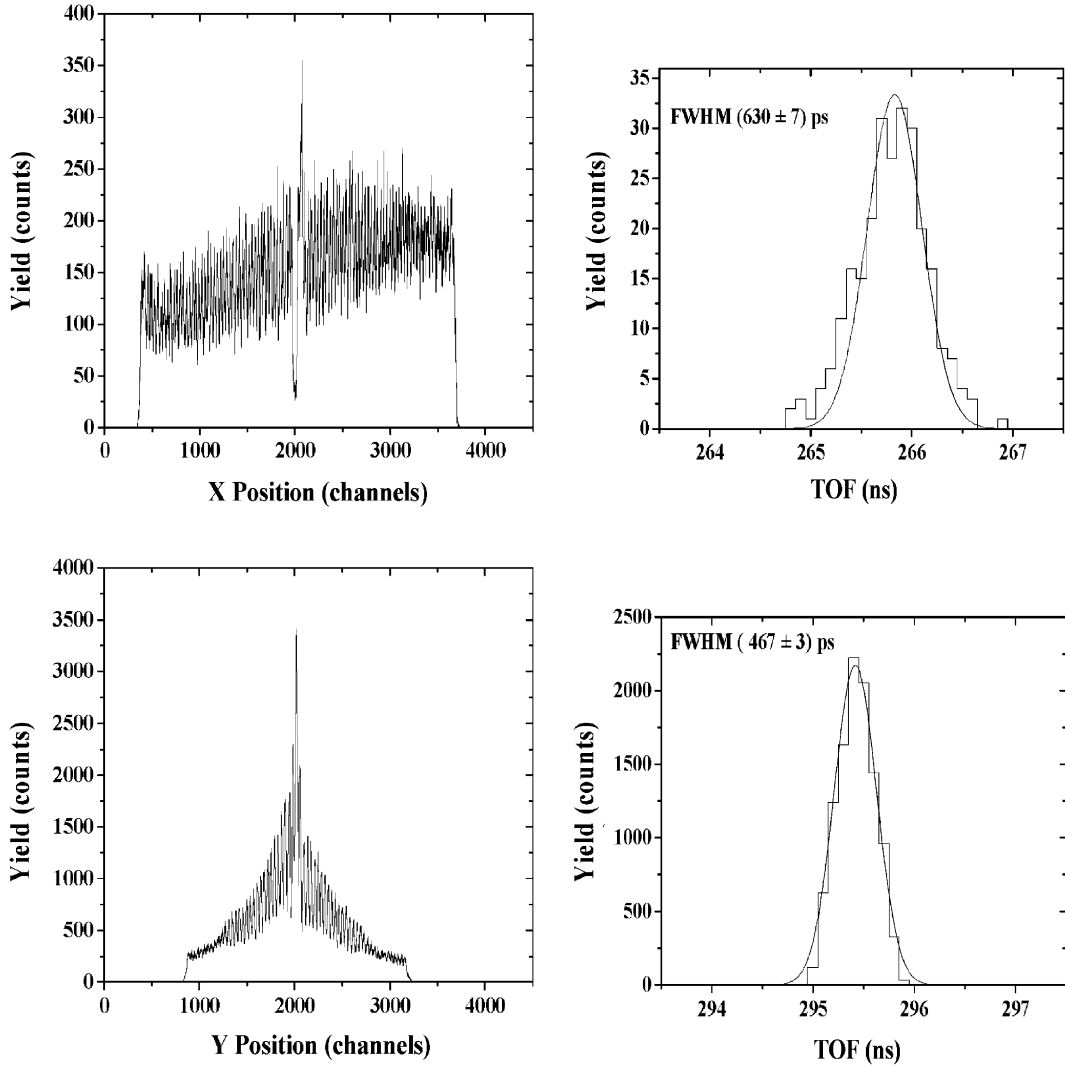 400
350
300
250
200
150
100
50
0
Yield (counts)
0 1000 2000 3000 4000
X Position (channels)
35
30
25
20
15
10
5
0
Yield (counts)
FWHM (630 ± 7) ps
264 265 266 267
TOF (ns)
4000
3500
3000
2500
2000
1500
1000
500
0
Yield (counts)
0 1000 2000 3000 4000
Y Position (channels)
2500
2000
1500
1000
500
0
Yield (counts)
FWHM ( 467 ± 3) ps
294 295 296 297
TOF (ns)